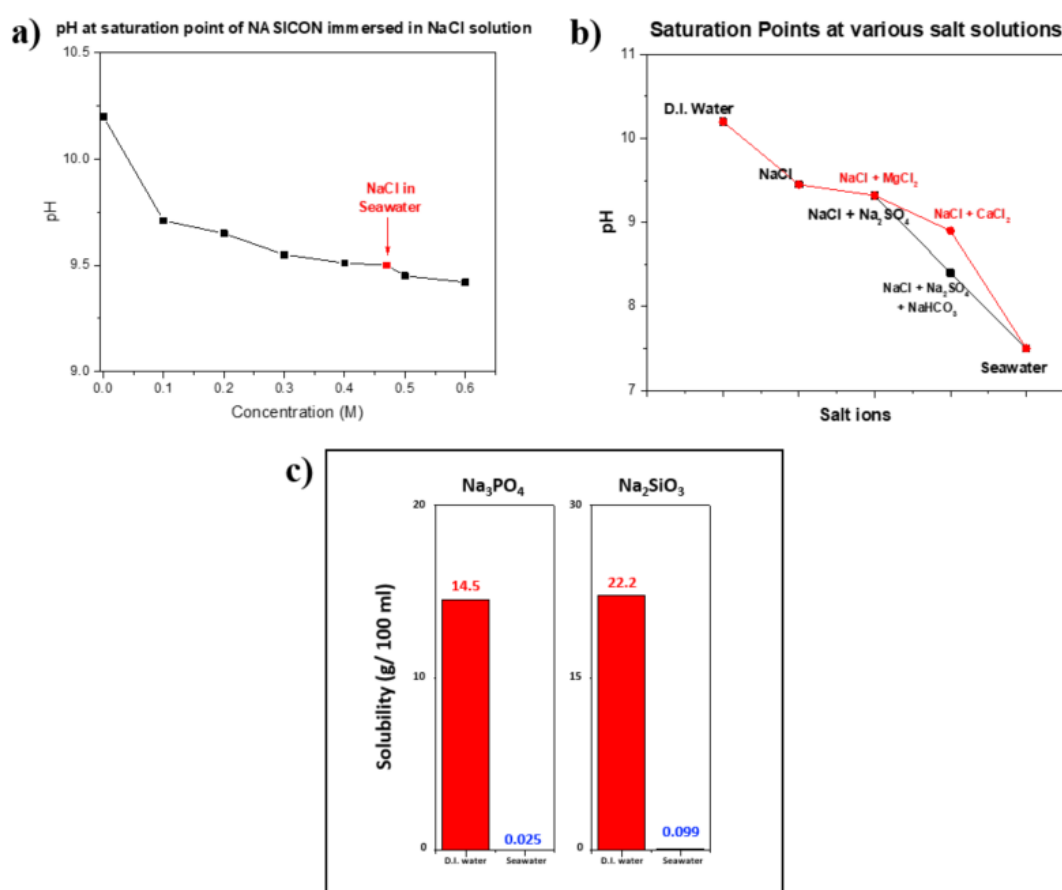 a)
pH at saturation point of NASICON immersed in NaCl solution
10.5
10.0
9.5
9.0
pH
NaCl in
Seawater
0.0 0.1 0.2 0.3 0.4 0.5 0.6
Concentration (M)
b)
Saturation Points at various salt solutions
11
10
9
8
7
pH
D.I. Water
NaCl
NaCl + MgCl₂
NaCl + Na₂SO₄
NaCl + CaCl₂
NaCl + Na₂SO₄
+ NaHCO₃
Seawater
Salt ions
c)
Na₃PO₄
20
10
0
Solubility (g/ 100 ml)
14.5
0.025
D.I. water Seawater
Na₂SiO₃
30
15
0
22.2
0.099
D.I. water Seawater